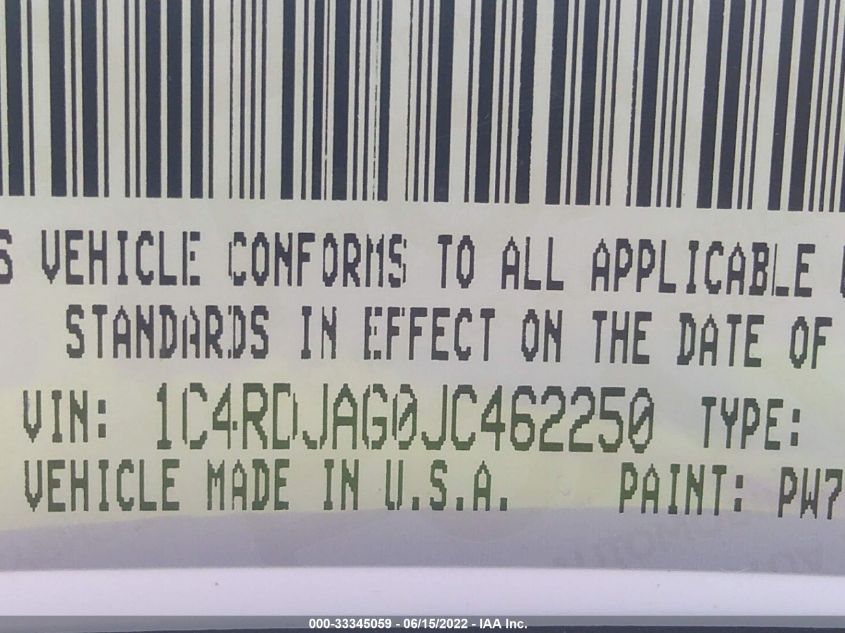 VEHICLE CONFORMS TO ALL APPLICABLE
STANDARDS IN EFFECT ON THE DATE OF
VIN: 1C4RDJAG0JC462250 TYPE:
VEHICLE MADE IN U.S.A. PAINT: PW7
000-33345059 - 06/15/2022 - IAA Inc.